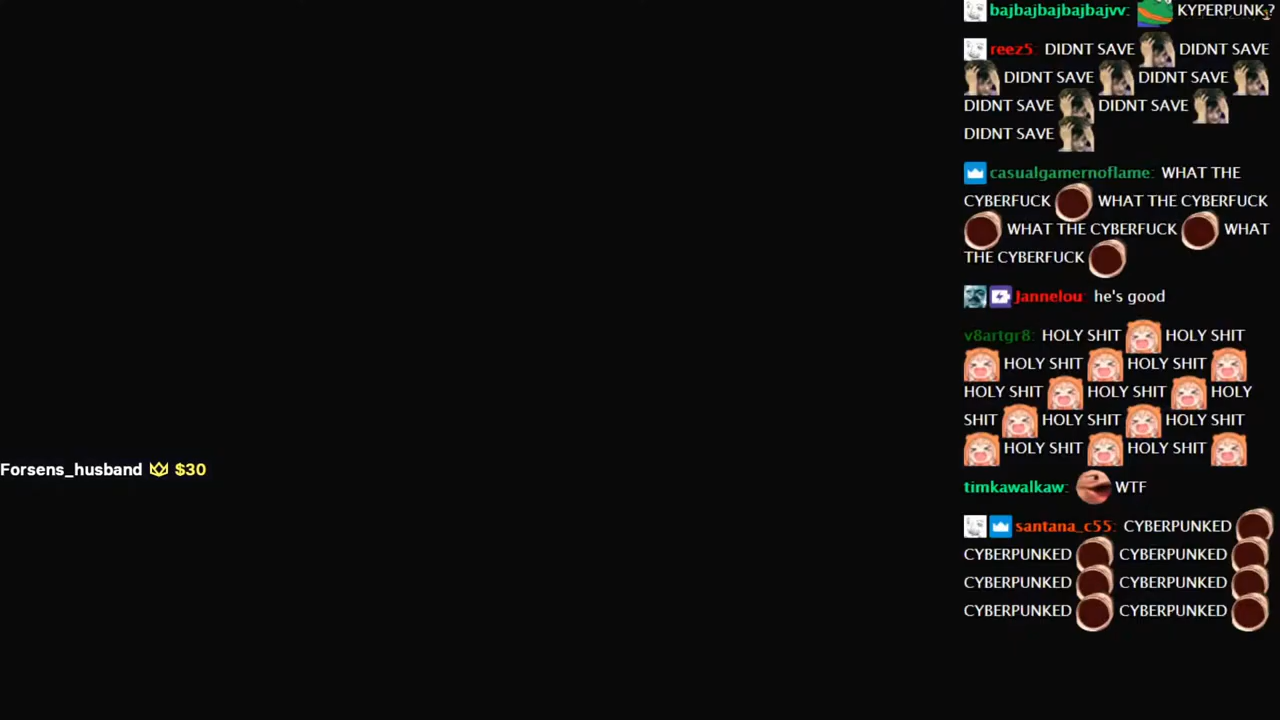 bajbajbajbajbajvv: KYPERPUNK?
reez5: DIDNT SAVE DIDNT SAVE
DIDNT SAVE DIDNT SAVE
DIDNT SAVE DIDNT SAVE
DIDNT SAVE
casualgamernoflame: WHAT THE
CYBERFUCK WHAT THE CYBERFUCK
WHAT THE CYBERFUCK WHAT
THE CYBERFUCK
Jannelou: he's good
v8artgr8: HOLY SHIT HOLY SHIT
HOLY SHIT HOLY SHIT
HOLY SHIT HOLY SHIT HOLY
SHIT HOLY SHIT HOLY SHIT
HOLY SHIT HOLY SHIT
Forsens_husband $30
timkawalkaw: WTF
santana_c55: CYBERPUNKED
CYBERPUNKED CYBERPUNKED
CYBERPUNKED CYBERPUNKED
CYBERPUNKED CYBERPUNKED